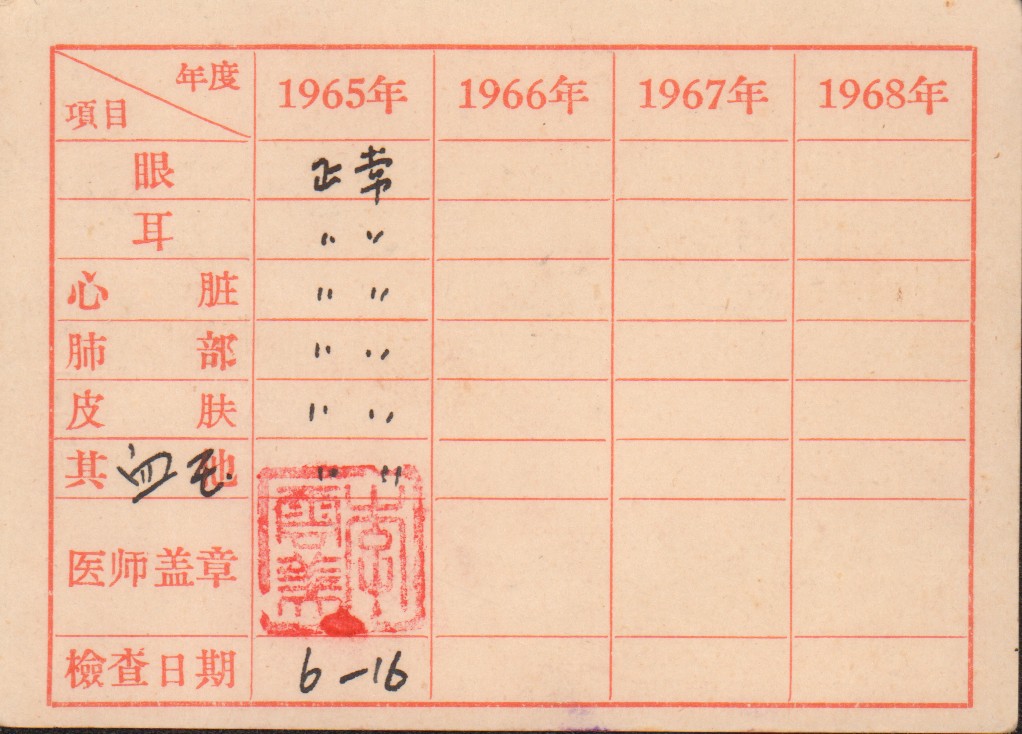 年度 1965年 1966年 1967年 1968年
項目
眼 正常
耳 〃 〃
心脏 〃 〃
肺部 〃 〃
皮肤 〃 〃
其他 血压 〃 〃
医师盖章
檢查日期 6-16